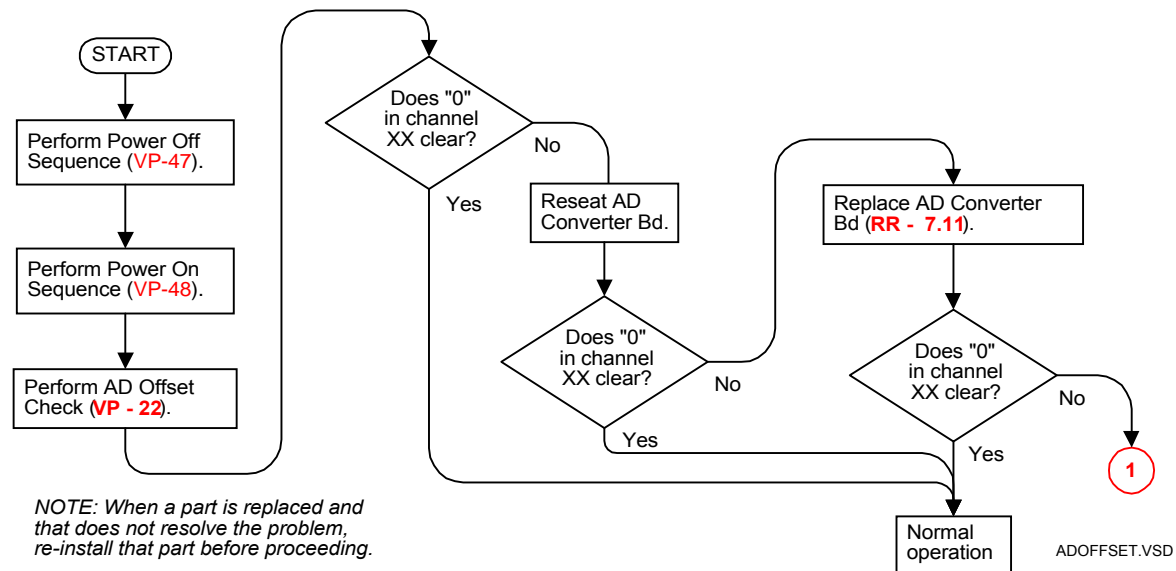 START
Perform Power Off
Sequence (VP-47).
Perform Power On
Sequence (VP-48).
Perform AD Offset
Check (VP - 22).
Does "0"
in channel
XX clear?
No
Yes
Reseat AD
Converter Bd.
Does "0"
in channel
XX clear?
No
Yes
Replace AD Converter
Bd (RR - 7.11).
Does "0"
in channel
XX clear?
No
Yes
1
Normal
operation
NOTE: When a part is replaced and
that does not resolve the problem,
re-install that part before proceeding.
ADOFFSET.VSD